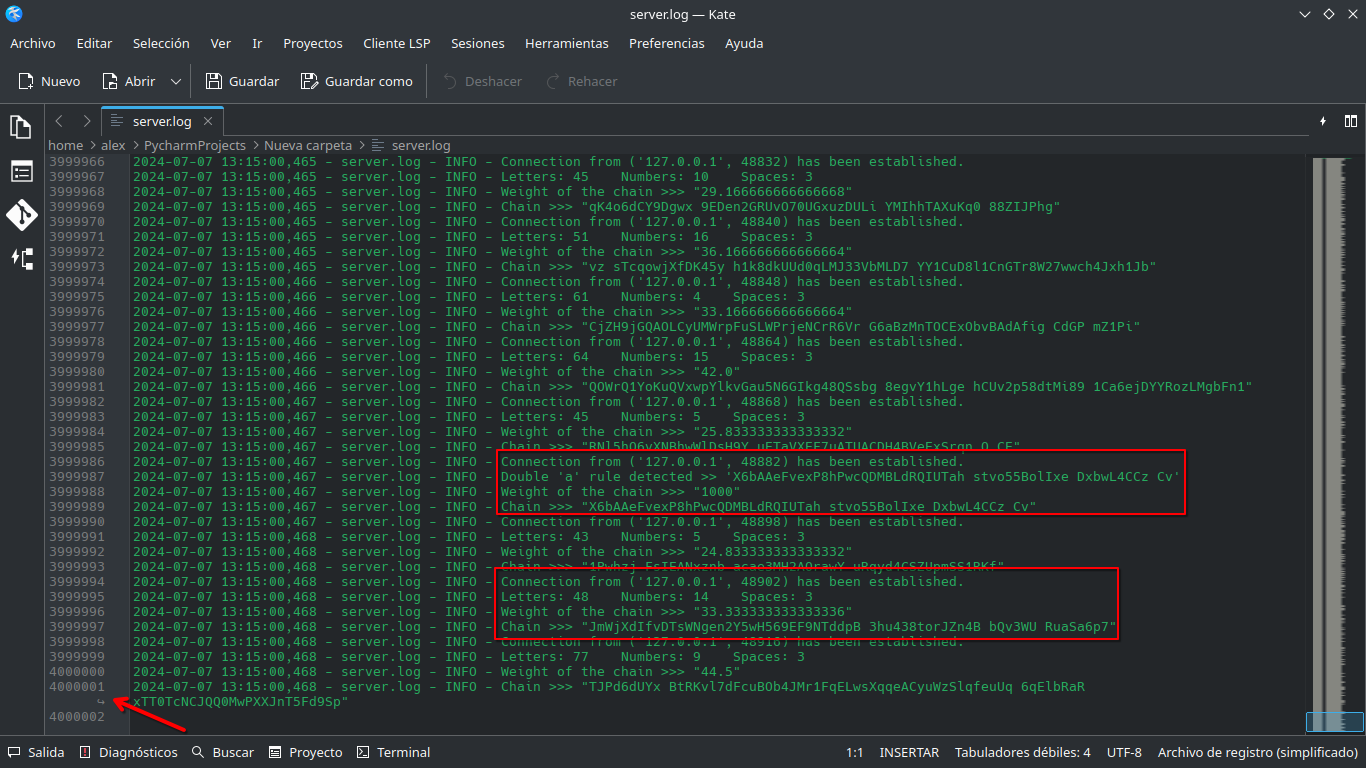 server.log — Kate
Archivo Editar Selección Ver Ir Proyectos Cliente LSP Sesiones Herramientas Preferencias Ayuda
Nuevo Abrir Guardar Guardar como Deshacer Rehacer
server.log
home > alex > PycharmProjects > Nueva carpeta > server.log
3999966 2024-07-07 13:15:00,465 - server.log - INFO - Connection from ('127.0.0.1', 48832) has been established.
3999967 2024-07-07 13:15:00,465 - server.log - INFO - Letters: 45 Numbers: 10 Spaces: 3
3999968 2024-07-07 13:15:00,465 - server.log - INFO - Weight of the chain >>> "29.166666666666668"
3999969 2024-07-07 13:15:00,465 - server.log - INFO - Chain >>> "qK4o6dCY9Dgwx 9EDen2GRUvO70UGxuzDULi YMIhhTAXuKq0 88ZIJPhg"
3999970 2024-07-07 13:15:00,465 - server.log - INFO - Connection from ('127.0.0.1', 48840) has been established.
3999971 2024-07-07 13:15:00,465 - server.log - INFO - Letters: 51 Numbers: 16 Spaces: 3
3999972 2024-07-07 13:15:00,465 - server.log - INFO - Weight of the chain >>> "36.166666666666664"
3999973 2024-07-07 13:15:00,465 - server.log - INFO - Chain >>> "vz sTcqowjXfDK45y h1k8dkUUd0qLMJ33VbMLD7 YY1CuD8l1CnGTr8W27wwch4Jxh1Jb"
3999974 2024-07-07 13:15:00,466 - server.log - INFO - Connection from ('127.0.0.1', 48848) has been established.
3999975 2024-07-07 13:15:00,466 - server.log - INFO - Letters: 61 Numbers: 4 Spaces: 3
3999976 2024-07-07 13:15:00,466 - server.log - INFO - Weight of the chain >>> "33.166666666666664"
3999977 2024-07-07 13:15:00,466 - server.log - INFO - Chain >>> "CjZH9jGQAOLCyUMWrpFuSLWPrjeNCrR6Vr G6aBzMnTOCExObvBAdAfig CdGP mZ1Pi"
3999978 2024-07-07 13:15:00,466 - server.log - INFO - Connection from ('127.0.0.1', 48864) has been established.
3999979 2024-07-07 13:15:00,466 - server.log - INFO - Letters: 64 Numbers: 15 Spaces: 3
3999980 2024-07-07 13:15:00,466 - server.log - INFO - Weight of the chain >>> "42.0"
3999981 2024-07-07 13:15:00,466 - server.log - INFO - Chain >>> "QOWrQ1YoKuQVxwpYlkvGau5N6GIkg48QSsbg 8egvY1hLge hCUv2p58dtMi89 1Ca6ejDYYRozLMgbFn1"
3999982 2024-07-07 13:15:00,467 - server.log - INFO - Connection from ('127.0.0.1', 48868) has been established.
3999983 2024-07-07 13:15:00,467 - server.log - INFO - Letters: 45 Numbers: 5 Spaces: 3
3999984 2024-07-07 13:15:00,467 - server.log - INFO - Weight of the chain >>> "25.833333333333332"
3999985 2024-07-07 13:15:00,467 - server.log - INFO - Chain >>>
3999986 2024-07-07 13:15:00,467 - server.log - INFO - Connection from ('127.0.0.1', 48882) has been established.
3999987 2024-07-07 13:15:00,467 - server.log - INFO - Double 'a' rule detected >> 'X6bAAeFvexP8hPwcQDMBLdRQIUTah stvo55BolIxe DxbwL4CCz Cv'
3999988 2024-07-07 13:15:00,467 - server.log - INFO - Weight of the chain >>> "1000"
3999989 2024-07-07 13:15:00,467 - server.log - INFO - Chain >>> "X6bAAeFvexP8hPwcQDMBLdRQIUTah stvo55BolIxe DxbwL4CCz Cv"
3999990 2024-07-07 13:15:00,467 - server.log - INFO - Connection from ('127.0.0.1', 48898) has been established.
3999991 2024-07-07 13:15:00,468 - server.log - INFO - Letters: 43 Numbers: 5 Spaces: 3
3999992 2024-07-07 13:15:00,468 - server.log - INFO - Weight of the chain >>> "24.833333333333332"
3999993 2024-07-07 13:15:00,468 - server.log - INFO - Chain >>>
3999994 2024-07-07 13:15:00,468 - server.log - INFO - Connection from ('127.0.0.1', 48902) has been established.
3999995 2024-07-07 13:15:00,468 - server.log - INFO - Letters: 48 Numbers: 14 Spaces: 3
3999996 2024-07-07 13:15:00,468 - server.log - INFO - Weight of the chain >>> "33.333333333333336"
3999997 2024-07-07 13:15:00,468 - server.log - INFO - Chain >>> "JmWjXdIfvDTsWNgen2Y5wH569EF9NTddpB 3hu438torJZn4B bQv3WU RuaSa6p7"
3999998 2024-07-07 13:15:00,468 - server.log - INFO - Connection from ('127.0.0.1', 48916) has been established.
3999999 2024-07-07 13:15:00,468 - server.log - INFO - Letters: 77 Numbers: 9 Spaces: 3
4000000 2024-07-07 13:15:00,468 - server.log - INFO - Weight of the chain >>> "44.5"
4000001 2024-07-07 13:15:00,468 - server.log - INFO - Chain >>> "TJPd6dUYx BtRKvl7dFcuBOb4JMr1FqELwsXqqeACyuWzSlqfeuUq 6qElbRaR
xTT0TcNCJQQ0MwPXXJnT5Fd9Sp"
4000002
Salida Diagnósticos Buscar Proyecto Terminal 1:1 INSERTAR Tabuladores débiles: 4 UTF-8 Archivo de registro (simplificado)